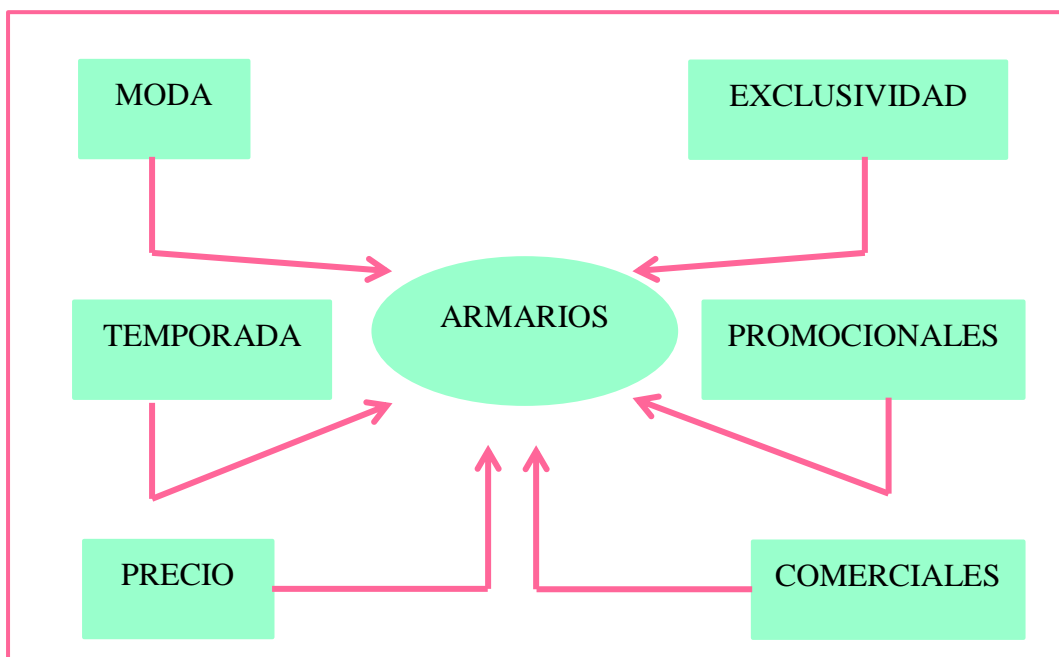 MODA
EXCLUSIVIDAD
ARMARIOS
TEMPORADA
PROMOCIONALES
PRECIO
COMERCIALES